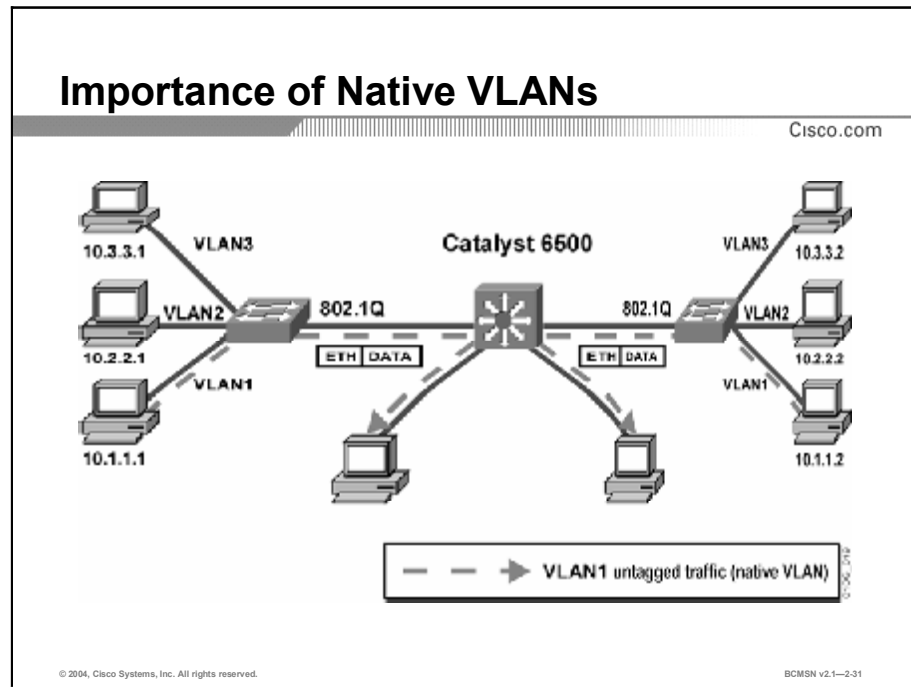 Importance of Native VLANs
Cisco.com
10.3.3.1
VLAN3
Catalyst 6500
VLAN3
10.3.3.2
VLAN2
802.1Q
802.1Q
VLAN2
10.2.2.1
ETH DATA
ETH DATA
10.2.2.2
VLAN1
VLAN1
10.1.1.1
10.1.1.2
VLAN1 untagged traffic (native VLAN)
© 2004, Cisco Systems, Inc. All rights reserved.
BCMSN v2.1—2-31